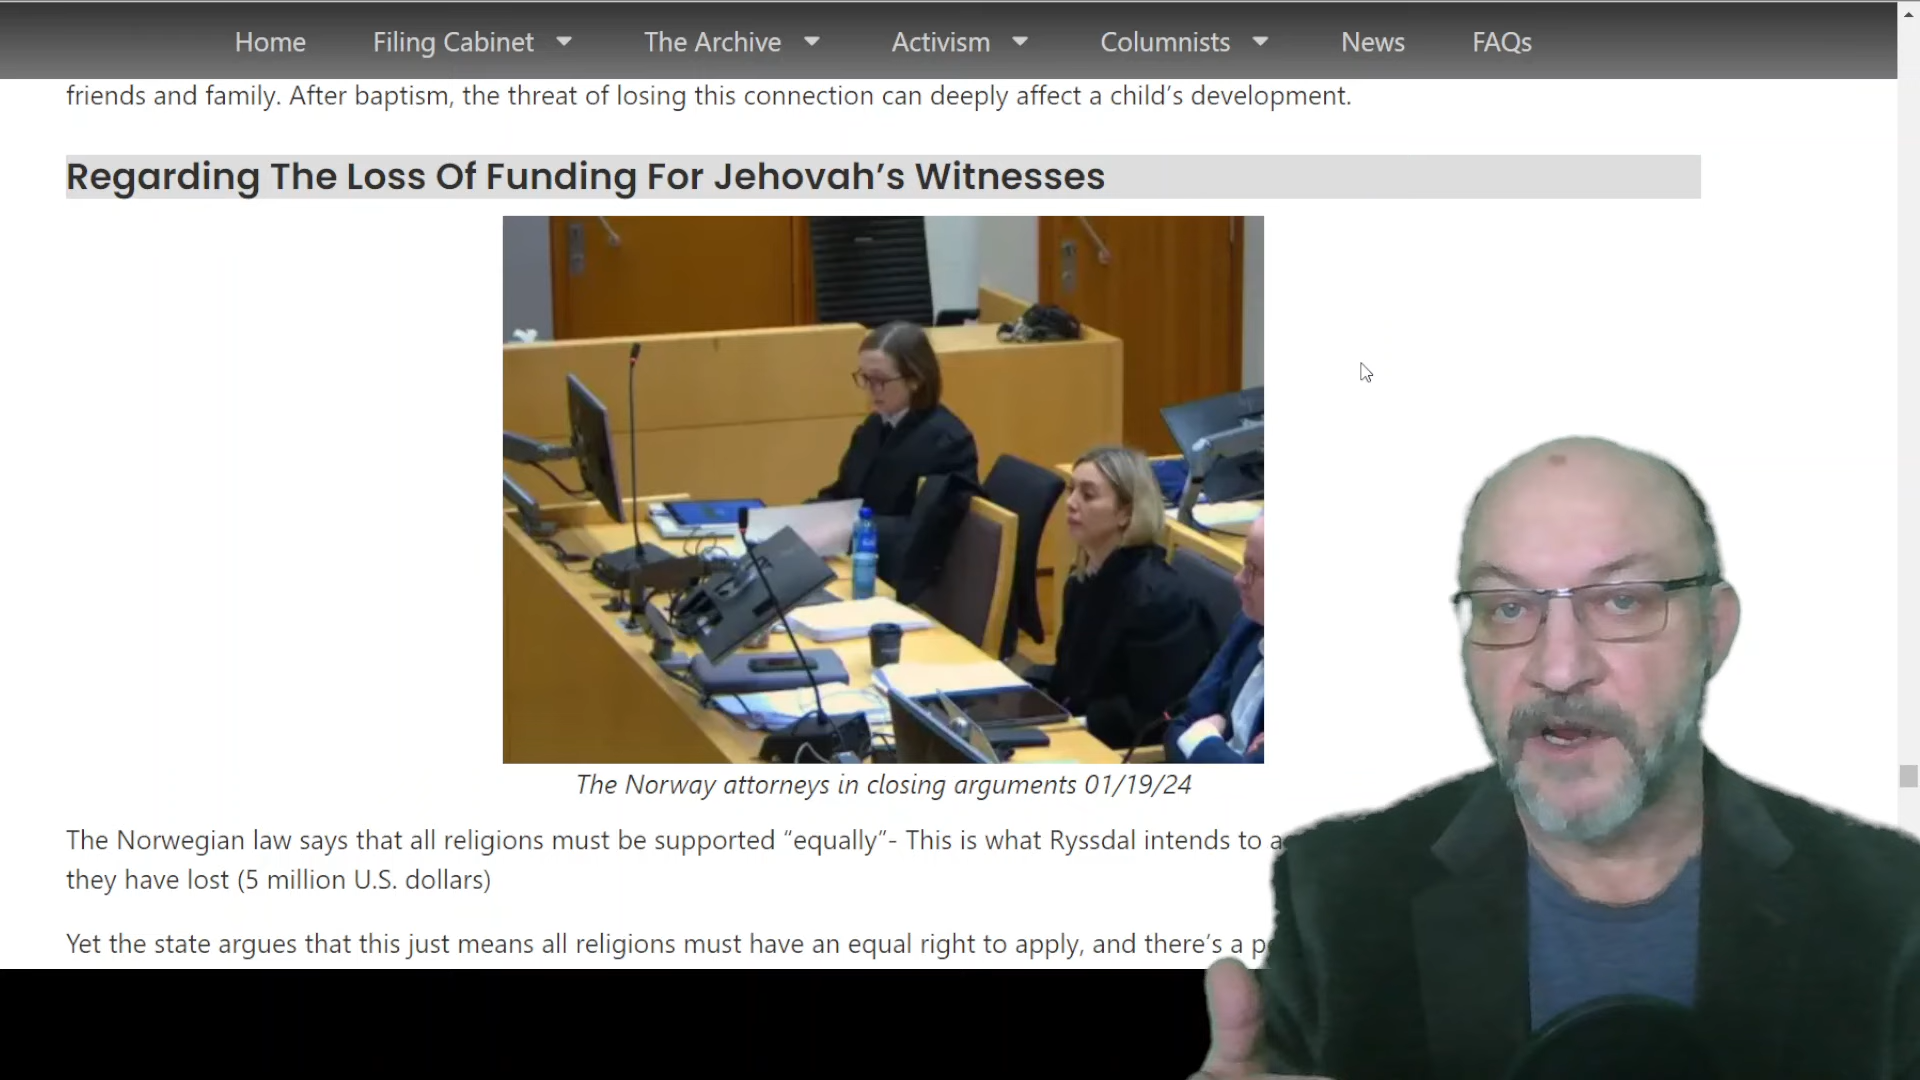 Home Filing Cabinet The Archive Activism Columnists News FAQs
friends and family. After baptism, the threat of losing this connection can deeply affect a child’s development.
Regarding The Loss Of Funding For Jehovah’s Witnesses
The Norway attorneys in closing arguments 01/19/24
The Norwegian law says that all religions must be supported “equally”- This is what Ryssdal intends to
they have lost (5 million U.S. dollars)
Yet the state argues that this just means all religions must have an equal right to apply, and there’s a